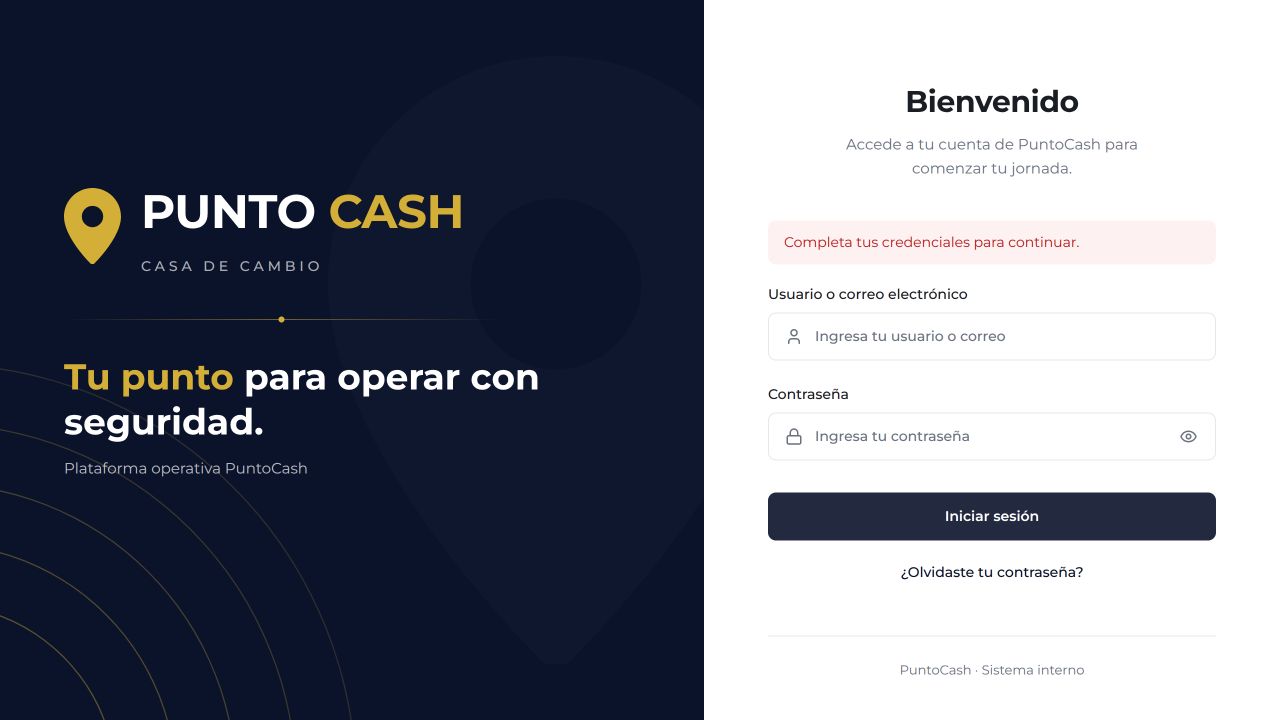 PUNTO CASH
CASA DE CAMBIO
Tu punto para operar con
seguridad.
Plataforma operativa PuntoCash
Bienvenido
Accede a tu cuenta de PuntoCash para
comenzar tu jornada.
Completa tus credenciales para continuar.
Usuario o correo electrónico
Ingresa tu usuario o correo
Contraseña
Ingresa tu contraseña
Iniciar sesión
¿Olvidaste tu contraseña?
PuntoCash · Sistema interno